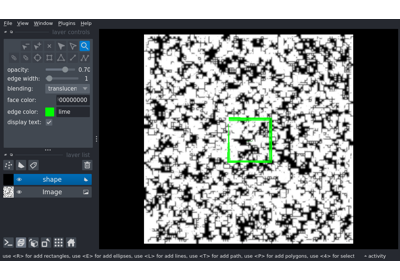 File View Window Plugins Help
layer controls
opacity: 0.70
edge width: 1
blending: translucen
face color: 00000000
edge color: lime
display text:
layer list
shape
Image
use <R> for add rectangles, use <E> for add ellipses, use <L> for add lines, use <T> for add path, use <P> for add polygons, use <4> for select activity